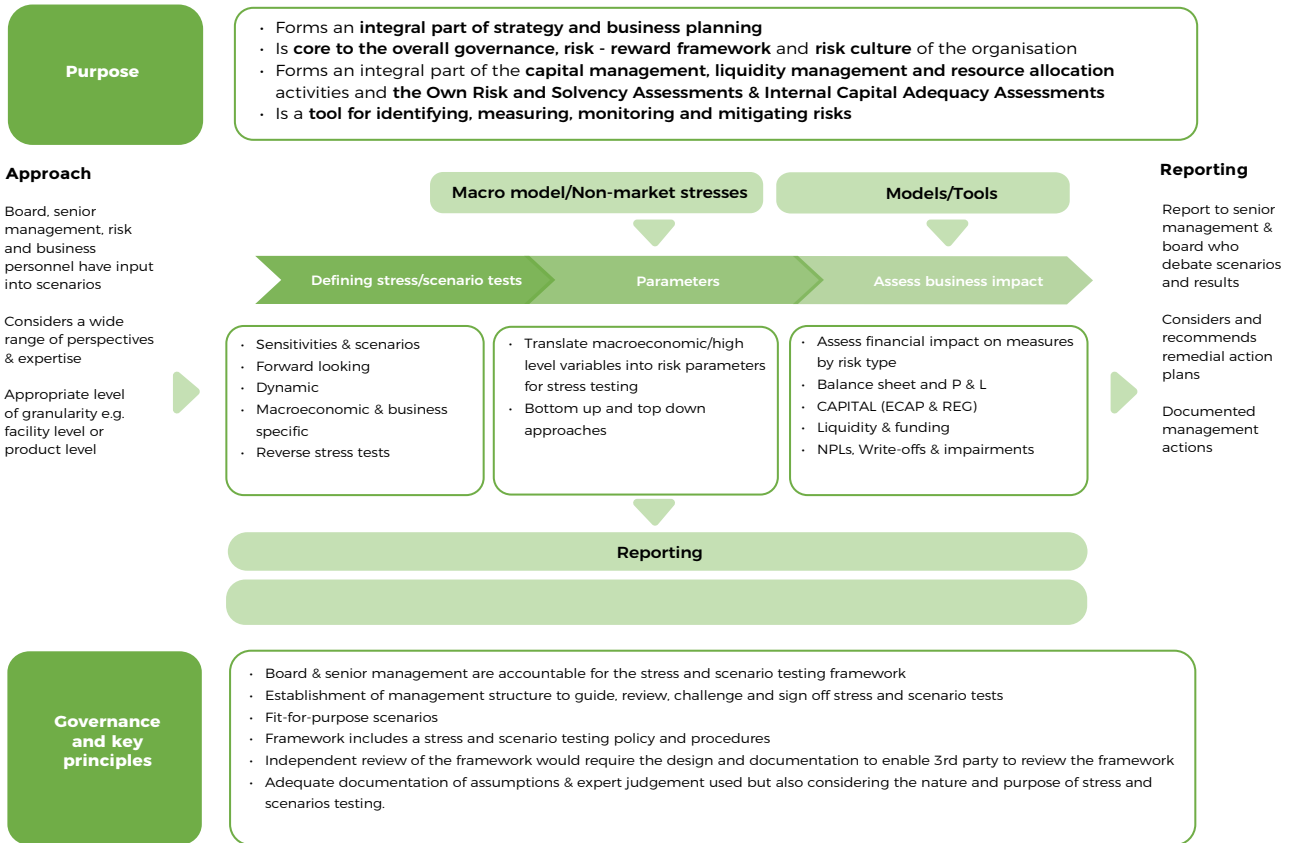 Purpose
· Forms an integral part of strategy and business planning
· Is core to the overall governance, risk - reward framework and risk culture of the organisation
· Forms an integral part of the capital management, liquidity management and resource allocation
activities and the Own Risk and Solvency Assessments & Internal Capital Adequacy Assessments
· Is a tool for identifying, measuring, monitoring and mitigating risks
Approach
Board, senior
management, risk
and business
personnel have input
into scenarios
Considers a wide
range of perspectives
& expertise
Appropriate level
of granularity e.g.
facility level or
product level
Macro model/Non-market stresses
Models/Tools
Defining stress/scenario tests
Parameters
Assess business impact
· Sensitivities & scenarios
· Forward looking
· Dynamic
· Macroeconomic & business
specific
· Reverse stress tests
· Translate macroeconomic/high
level variables into risk parameters
for stress testing
· Bottom up and top down
approaches
· Assess financial impact on measures
by risk type
· Balance sheet and P & L
· CAPITAL (ECAP & REG)
· Liquidity & funding
· NPLs, Write-offs & impairments
Reporting
Report to senior
management &
board who
debate scenarios
and results
Considers and
recommends
remedial action
plans
Documented
management
actions
Reporting
Governance
and key
principles
· Board & senior management are accountable for the stress and scenario testing framework
· Establishment of management structure to guide, review, challenge and sign off stress and scenario tests
· Fit-for-purpose scenarios
· Framework includes a stress and scenario testing policy and procedures
· Independent review of the framework would require the design and documentation to enable 3rd party to review the framework
· Adequate documentation of assumptions & expert judgement used but also considering the nature and purpose of stress and
scenarios testing.